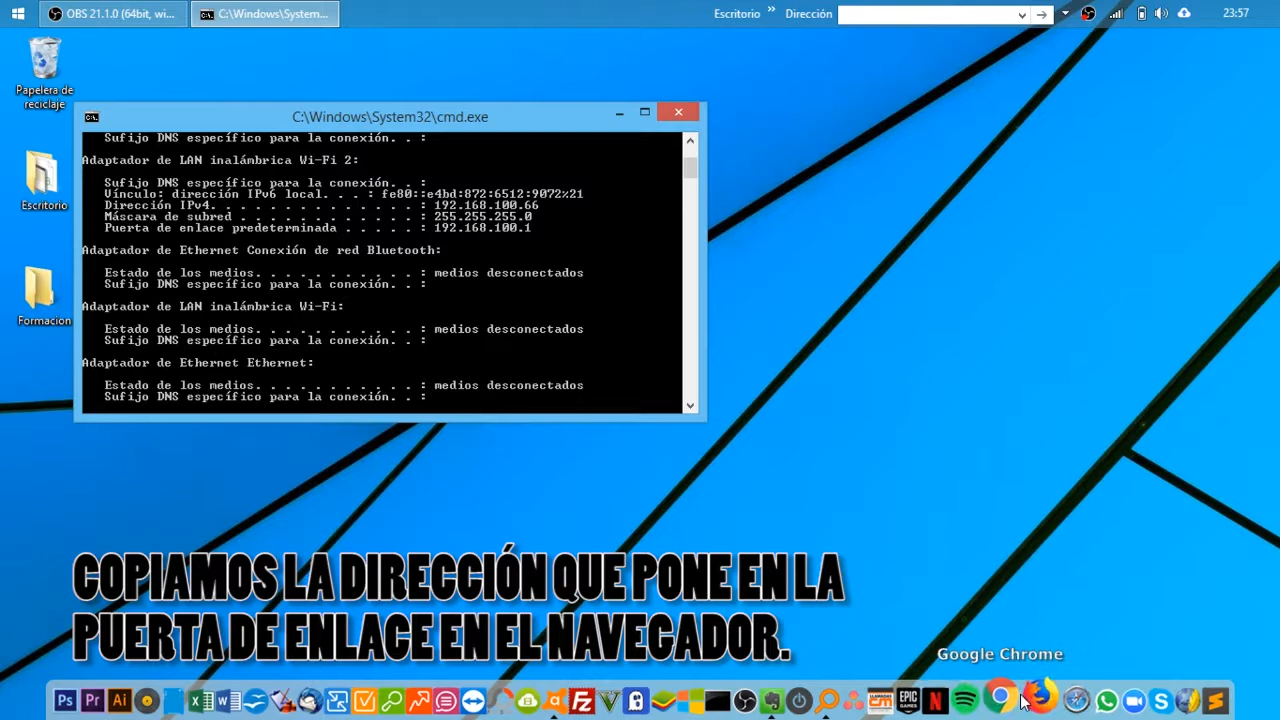 OBS 21.1.0 (64bit, wi...
C:\Windows\System...
Escritorio
»
Dirección
23:57
Papelera de
reciclaje
Escritorio
Formacion
C:\Windows\System32\cmd.exe
Sufijo DNS específico para la conexión. . :
Adaptador de LAN inalámbrica Wi-Fi 2:
Sufijo DNS específico para la conexión. . :
Vínculo: dirección IPv6 local. . . : fe80::e4bd:872:6512:9072%21
Dirección IPv4. . . . . . . . . . . . . . : 192.168.100.66
Máscara de subred . . . . . . . . . . . . : 255.255.255.0
Puerta de enlace predeterminada . . . . . : 192.168.100.1
Adaptador de Ethernet Conexión de red Bluetooth:
Estado de los medios. . . . . . . . . . . : medios desconectados
Sufijo DNS específico para la conexión. . :
Adaptador de LAN inalámbrica Wi-Fi:
Estado de los medios. . . . . . . . . . . : medios desconectados
Sufijo DNS específico para la conexión. . :
Adaptador de Ethernet Ethernet:
Estado de los medios. . . . . . . . . . . : medios desconectados
Sufijo DNS específico para la conexión. . :
COPIAMOS LA DIRECCIÓN QUE PONE EN LA
PUERTA DE ENLACE EN EL NAVEGADOR.
Google Chrome
Ps
Pr
Ai
EPIC
GAMES
N